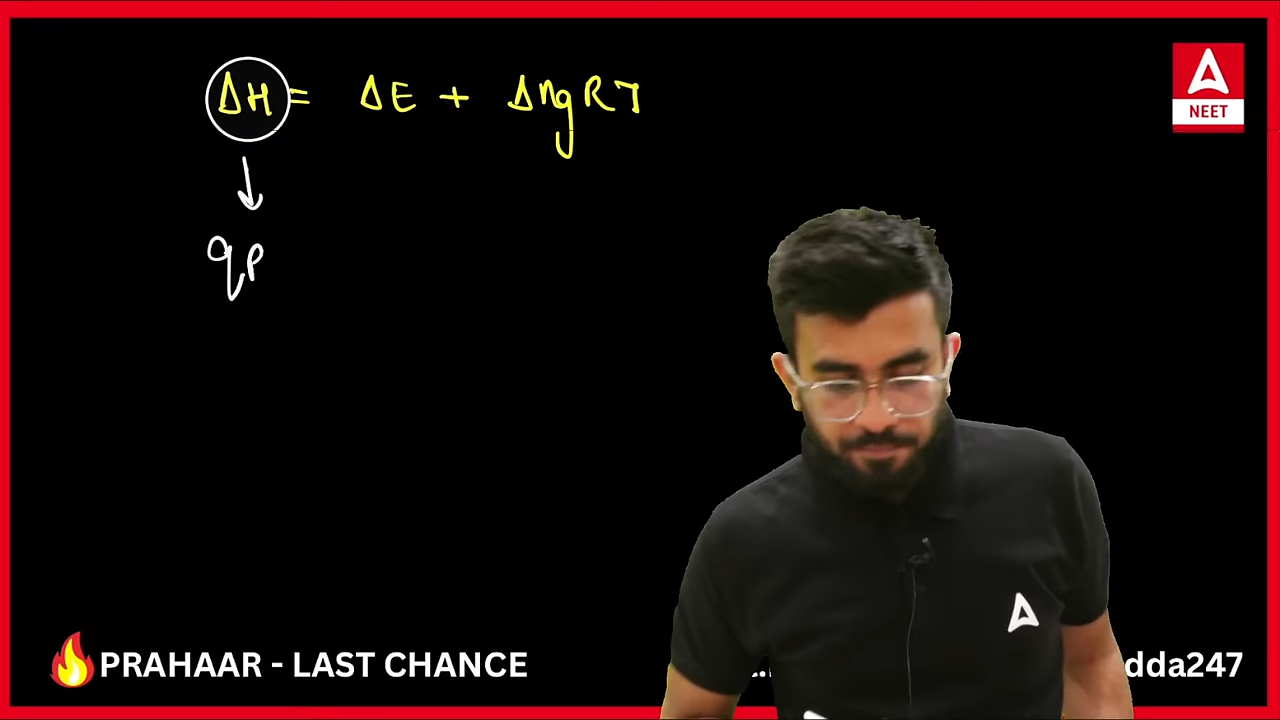 ΔH = ΔE + ΔngRT
NEET
qp
PRAHAAR - LAST CHANCE
dda247